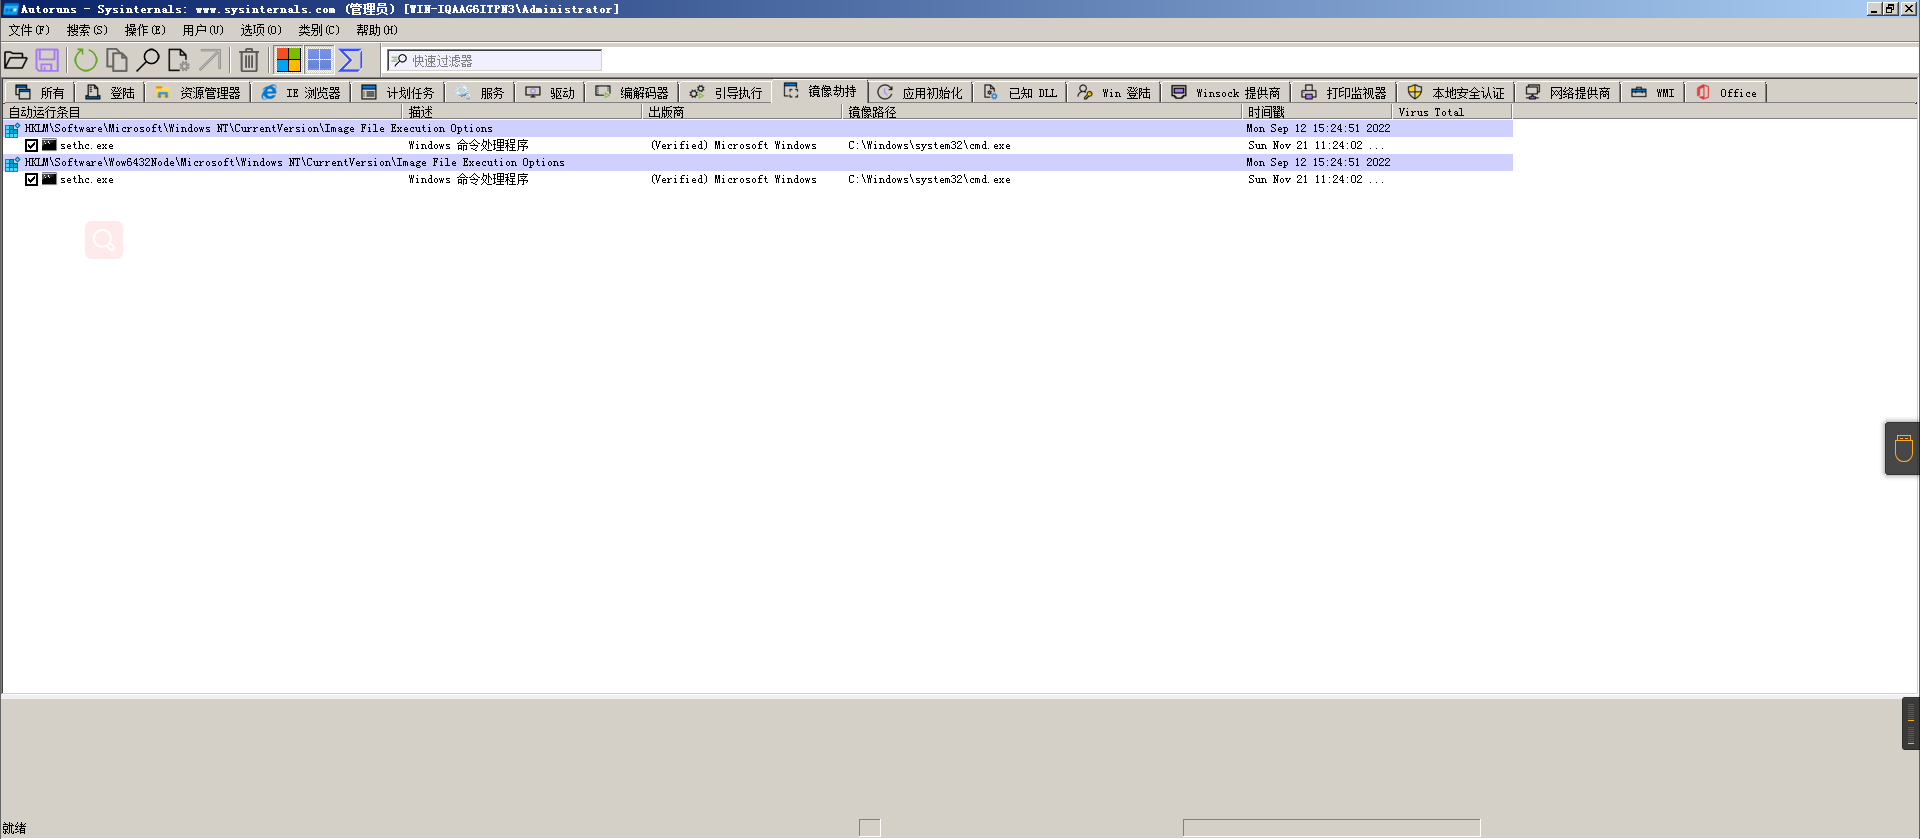 Autoruns - Sysinternals: www.sysinternals.com (管理员) [WIN-IQAAG6ITPN3\Administrator]
文件(F) 搜索(S) 操作(E) 用户(U) 选项(O) 类别(C) 帮助(H)
快速过滤器
所有 登陆 资源管理器 IE 浏览器 计划任务 服务 驱动 编解码器 引导执行 镜像劫持 应用初始化 已知 DLL Win 登陆 Winsock 提供商 打印监视器 本地安全认证 网络提供商 WMI Office
自动运行条目 描述 出版商 镜像路径 时间戳 Virus Total
HKLM\Software\Microsoft\Windows NT\CurrentVersion\Image File Execution Options Mon Sep 12 15:24:51 2022
sethc.exe Windows 命令处理程序 (Verified) Microsoft Windows C:\Windows\system32\cmd.exe Sun Nov 21 11:24:02 ...
HKLM\Software\Wow6432Node\Microsoft\Windows NT\CurrentVersion\Image File Execution Options Mon Sep 12 15:24:51 2022
sethc.exe Windows 命令处理程序 (Verified) Microsoft Windows C:\Windows\system32\cmd.exe Sun Nov 21 11:24:02 ...
就绪